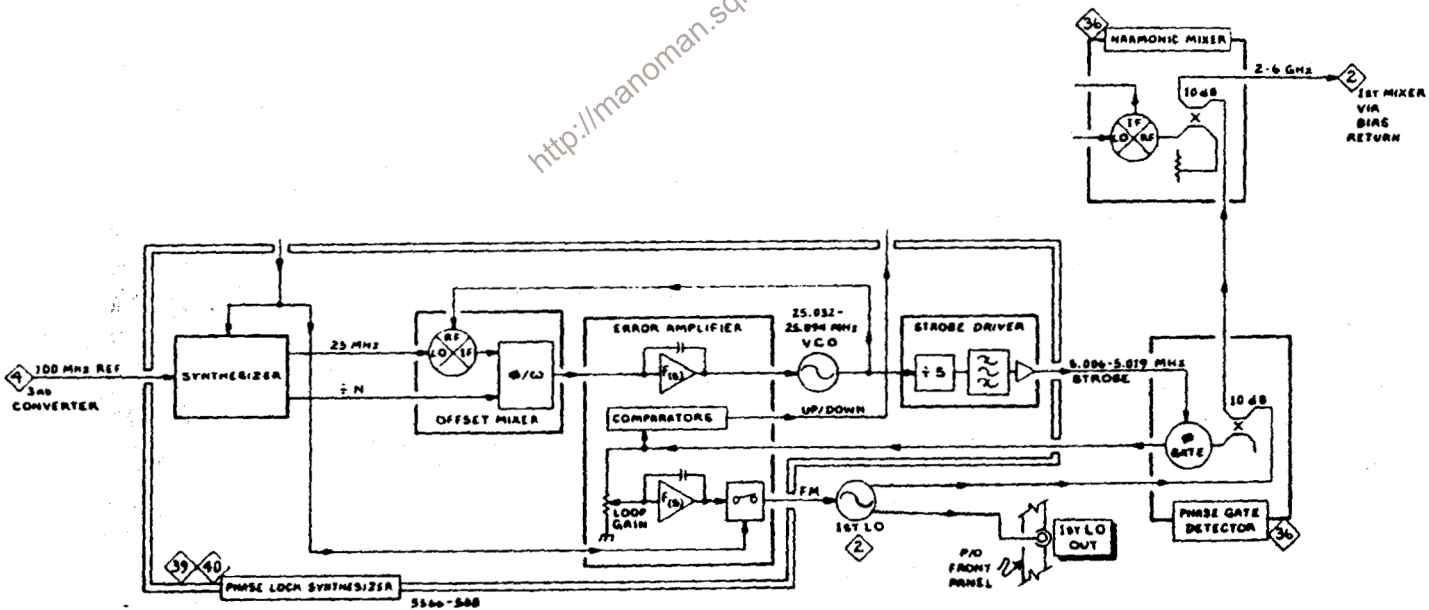 http://manoman.sq
36
HARMONIC MIXER
2-6 GHz
2
1ST MIXER
VIA
BIAS
RETURN
10 dB
IF
LO
RF
4
100 MHz REF
3RD
CONVERTER
SYNTHESIZER
25 MHz
÷ N
RF
LO
IF
Φ/ω
OFFSET MIXER
ERROR AMPLIFIER
F(S)
COMPARATORS
UP/DOWN
LOOP
GAIN
F(S)
25.032-
25.094 MHz
VCO
STROBE DRIVER
÷ 5
5.006-5.019 MHz
STROBE
10 dB
Φ
GATE
PHASE GATE
DETECTOR
36
FM
1ST LO
2
1ST LO
OUT
P/O
FRONT
PANEL
39
40
PHASE LOCK SYNTHESIZER